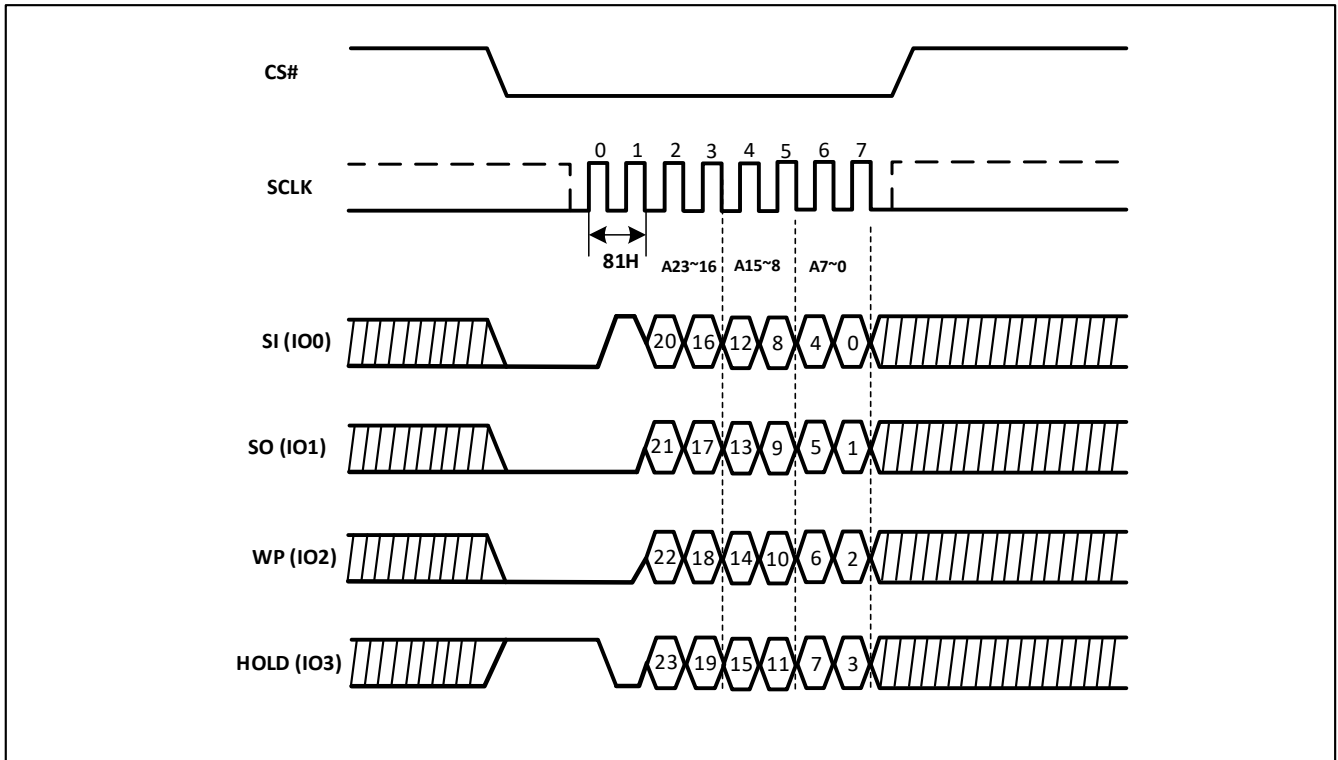 CS#
0 1 2 3 4 5 6 7
SCLK
81H A23~16 A15~8 A7~0
SI (IO0) 20 16 12 8 4 0
SO (IO1) 21 17 13 9 5 1
WP (IO2) 22 18 14 10 6 2
HOLD (IO3) 23 19 15 11 7 3